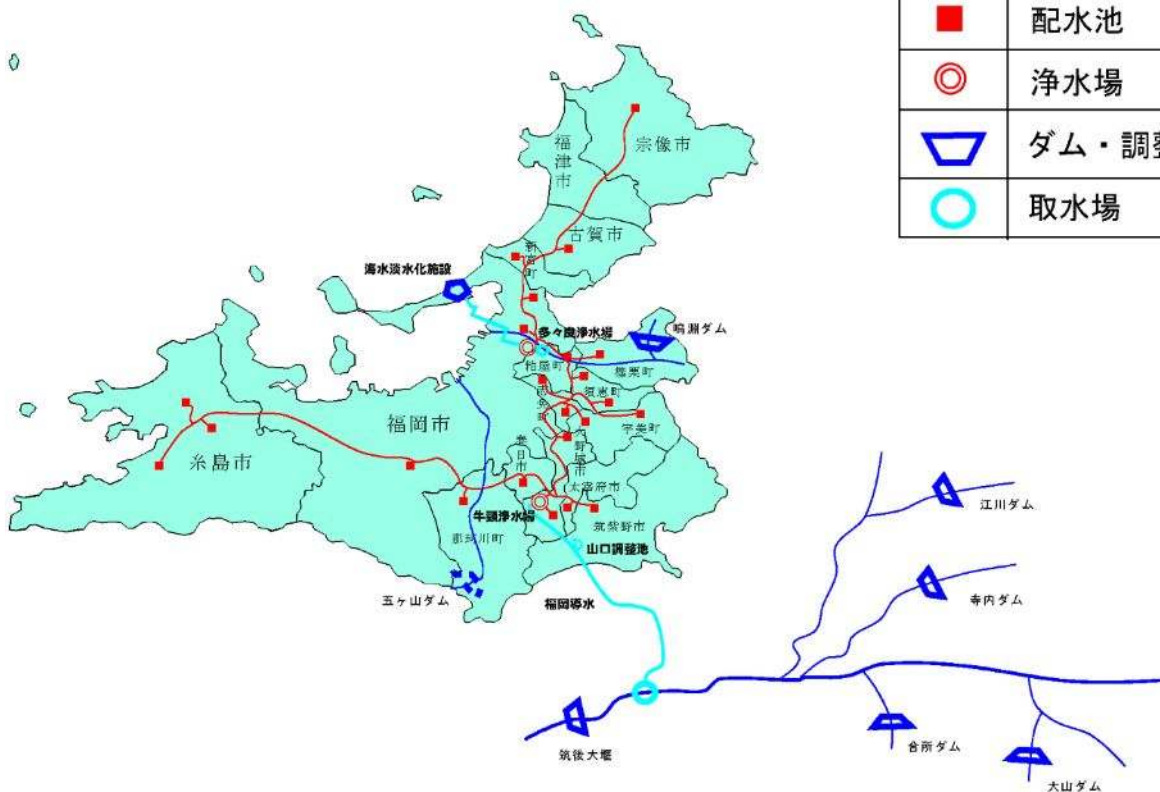 配水池
浄水場
ダム・調整
取水場
宗像市
福津市
古賀市
新宮町
海水淡水化施設
多々良浄水場
鳴淵ダム
粕屋町
篠栗町
志免町
須恵町
宇美町
福岡市
糸島市
春日市
大野城市
太宰府市
筑紫野市
牛頸浄水場
那珂川町
山口調整池
五ヶ山ダム
福岡導水
江川ダム
寺内ダム
筑後大堰
合所ダム
大山ダム